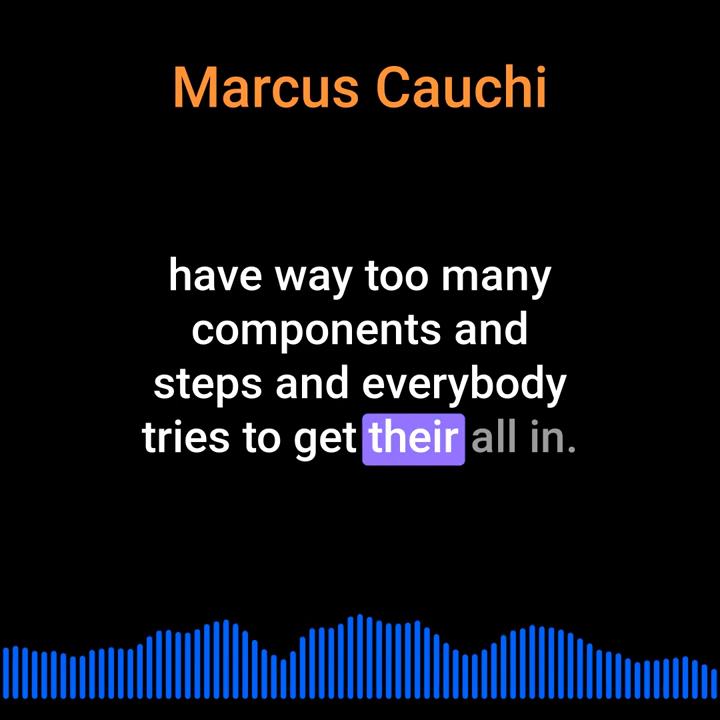 Marcus Cauchi
have way too many
components and
steps and everybody
tries to get their all in.